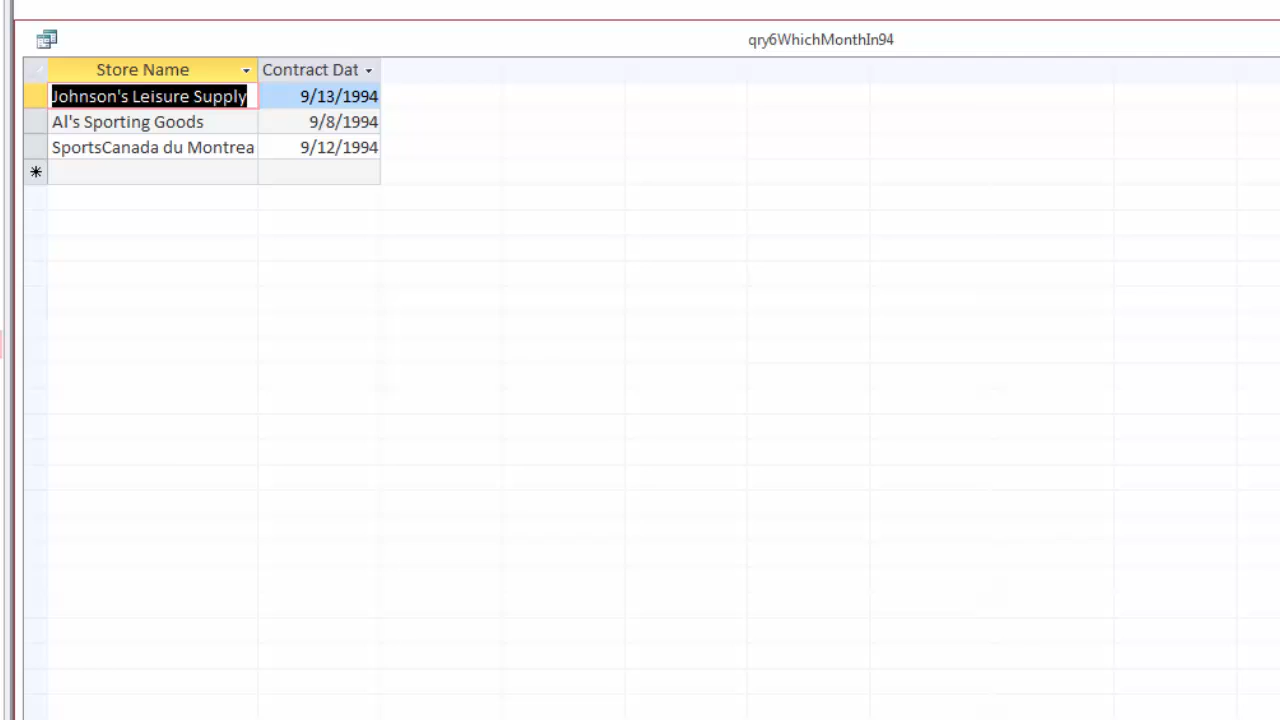 qry6WhichMonthIn94
Store Name Contract Dat
Johnson's Leisure Supply 9/13/1994
Al's Sporting Goods 9/8/1994
SportsCanada du Montrea 9/12/1994